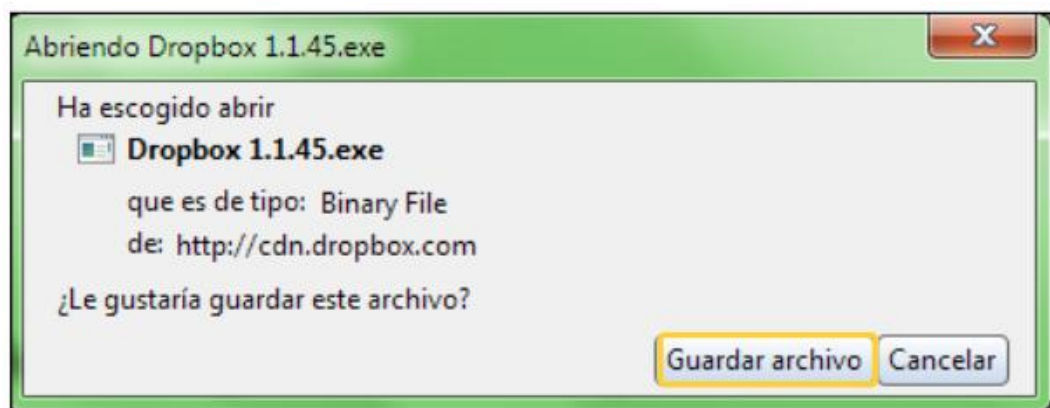 Abriendo Dropbox 1.1.45.exe
Ha escogido abrir
Dropbox 1.1.45.exe
que es de tipo: Binary File
de: http://cdn.dropbox.com
¿Le gustaría guardar este archivo?
Guardar archivo Cancelar